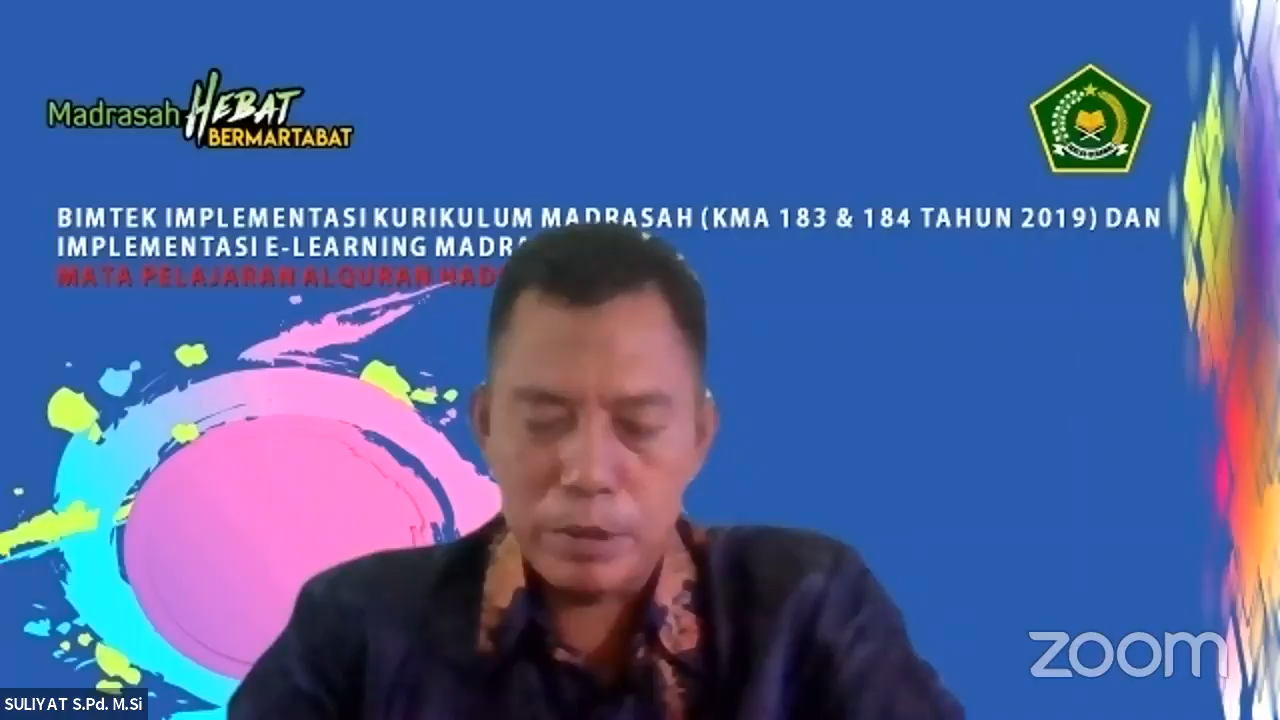 Madrasah HEBAT
BERMARTABAT
BIMTEK IMPLEMENTASI KURIKULUM MADRASAH (KMA 183 & 184 TAHUN 2019) DAN
IMPLEMENTASI E-LEARNING
MATA PELAJARAN ALQURAN
zoom
SULIYAT S.Pd. M.Si